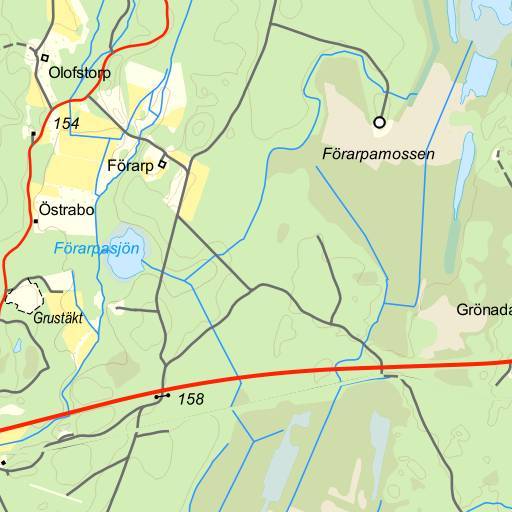 Olofstorp
154
Förarpamossen
Förarp
Östrabo
Förarpasjön
Grustäkt
Grönada
158